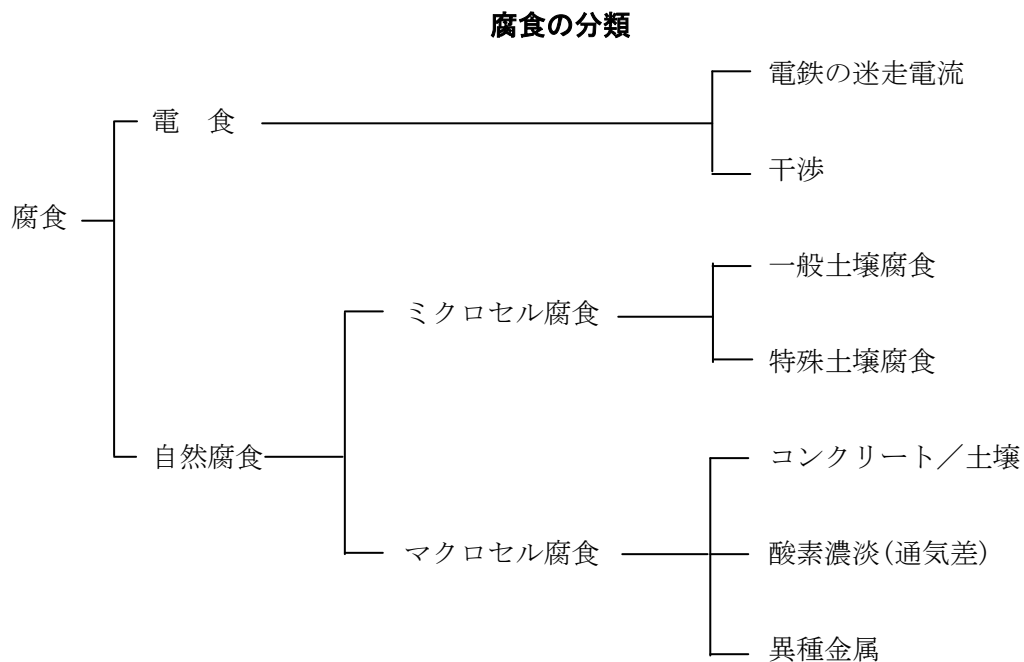 腐食の分類
電鉄の迷走電流
電　食
干渉
腐食
一般土壌腐食
ミクロセル腐食
特殊土壌腐食
自然腐食
コンクリート／土壌
マクロセル腐食
酸素濃淡(通気差)
異種金属